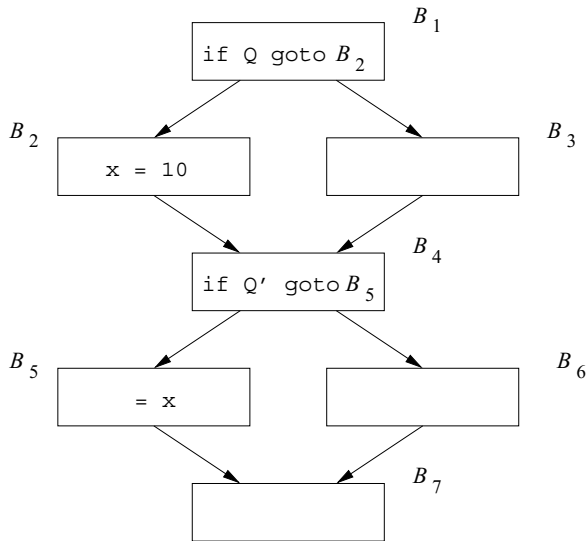 B1
if Q goto B2
B2
B3
x = 10
B4
if Q' goto B5
B5
B6
= x
B7